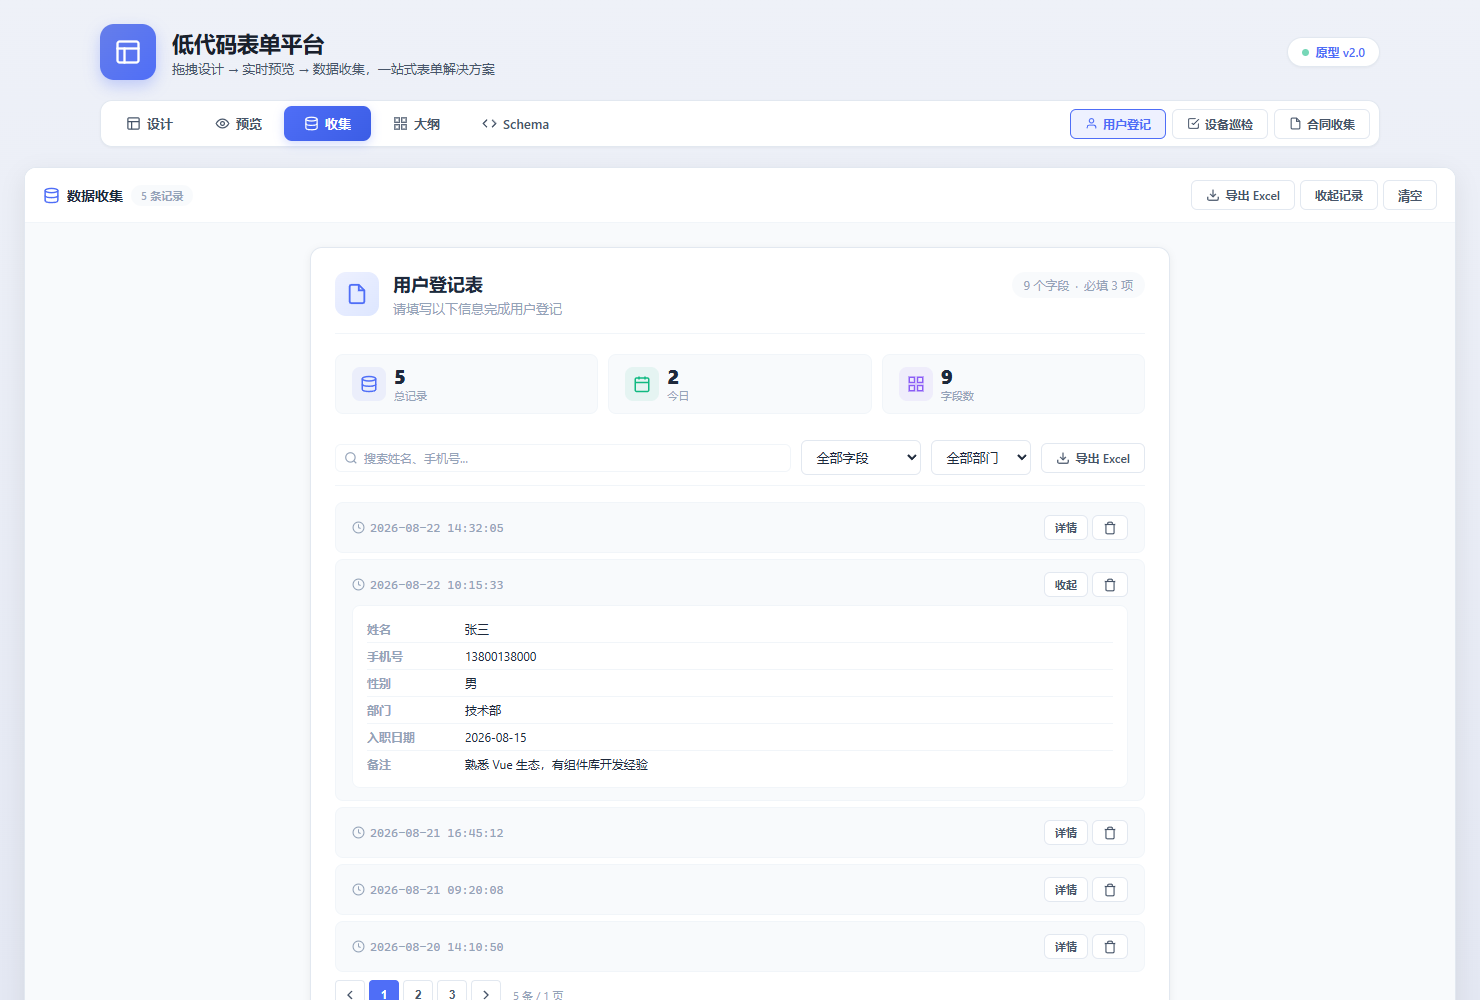 低代码表单平台
拖拽设计 → 实时预览 → 数据收集，一站式表单解决方案
原型 v2.0
设计 预览 收集 大纲 Schema 用户登记 设备巡检 合同收集
数据收集 5 条记录 导出 Excel 收起记录 清空
用户登记表
请填写以下信息完成用户登记
9 个字段 · 必填 3 项
5
总记录
2
今日
9
字段数
搜索姓名、手机号... 全部字段 全部部门 导出 Excel
2026-08-22 14:32:05 详情
2026-08-22 10:15:33 收起
姓名 张三
手机号 13800138000
性别 男
部门 技术部
入职日期 2026-08-15
备注 熟悉 Vue 生态，有组件库开发经验
2026-08-21 16:45:12 详情
2026-08-21 09:20:08 详情
2026-08-20 14:10:50 详情
1 2 3 5 条 / 1 页